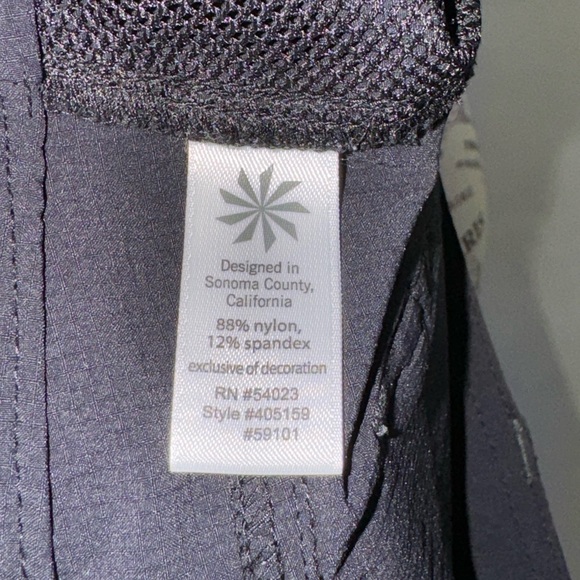 Designed in
Sonoma County,
California
88% nylon,
12% spandex
exclusive of decoration
RN #54023
Style #405159
#59101